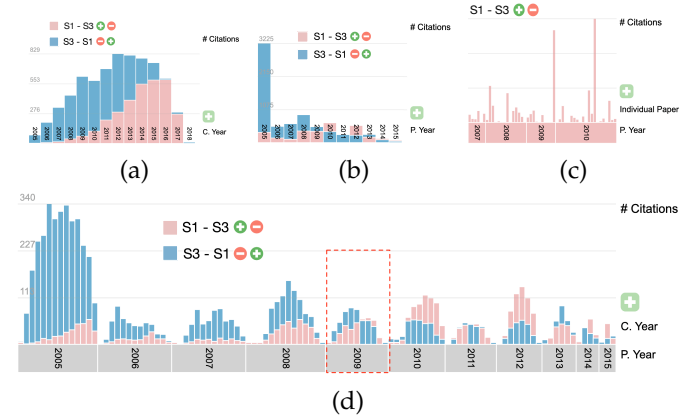 S1 - S3
S3 - S1
# Citations
829
553
276
2005 2006 2007 2008 2009 2010 2011 2012 2013 2014 2015 2016 2017 2018
C. Year
(a)
S1 - S3
S3 - S1
# Citations
3225
2005 2006 2007 2008 2009 2010 2011 2012 2013 2014 2015
P. Year
(b)
S1 - S3
# Citations
Individual Paper
2007 2008 2009 2010
P. Year
(c)
340
227
S1 - S3
S3 - S1
# Citations
C. Year
2005 2006 2007 2008 2009 2010 2011 2012 2013 2014 2015
P. Year
(d)